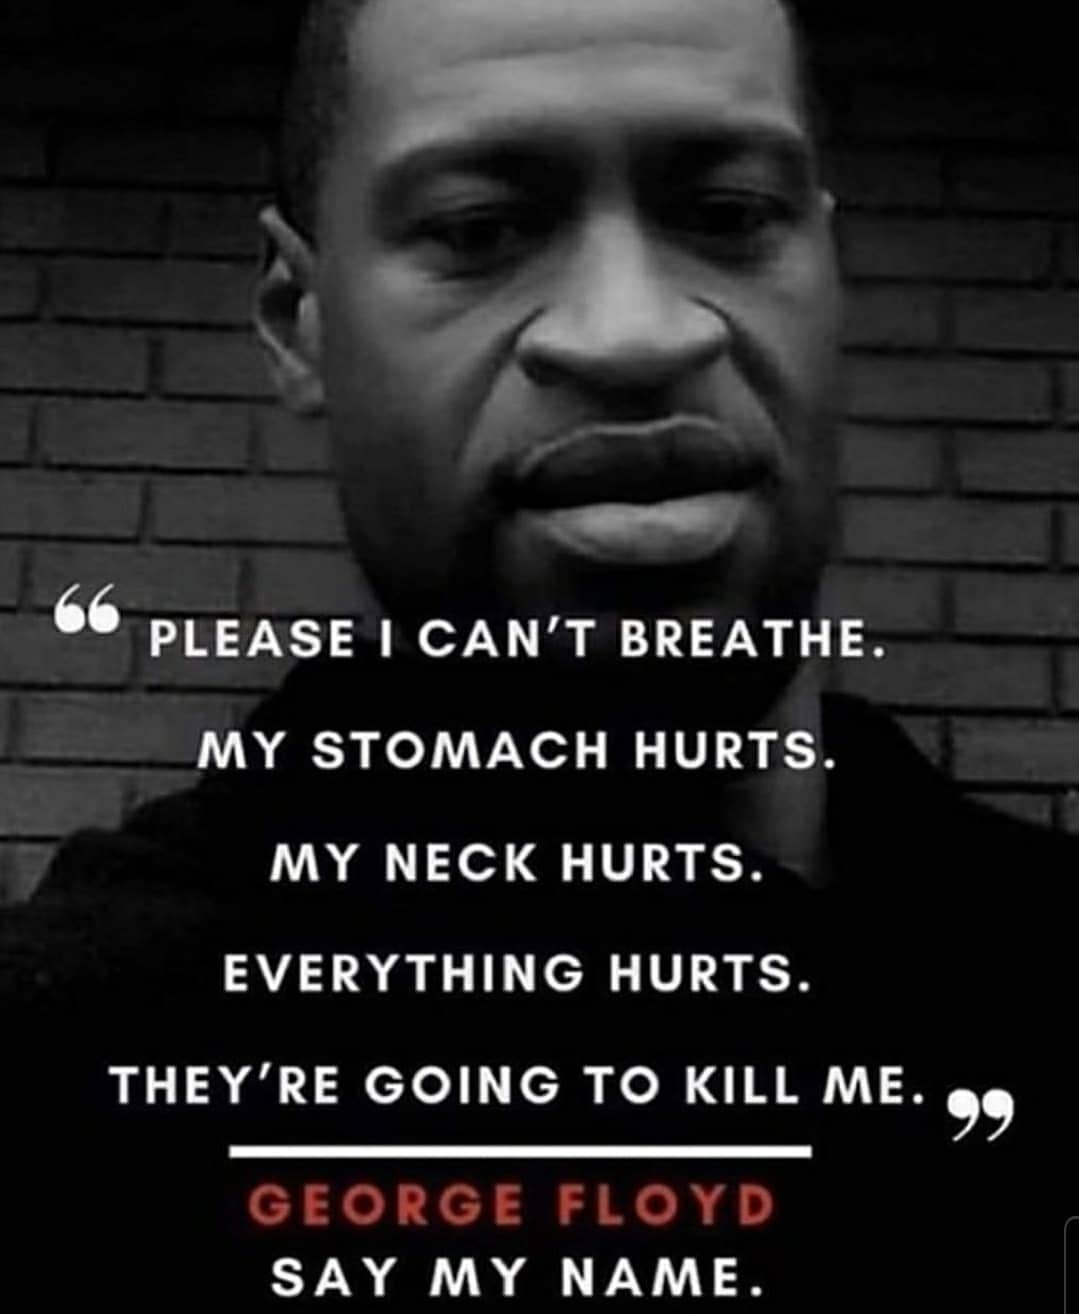 “ PLEASE I CAN’T BREATHE.
MY STOMACH HURTS.
MY NECK HURTS.
EVERYTHING HURTS.
THEY’RE GOING TO KILL ME. ”
GEORGE FLOYD
SAY MY NAME.